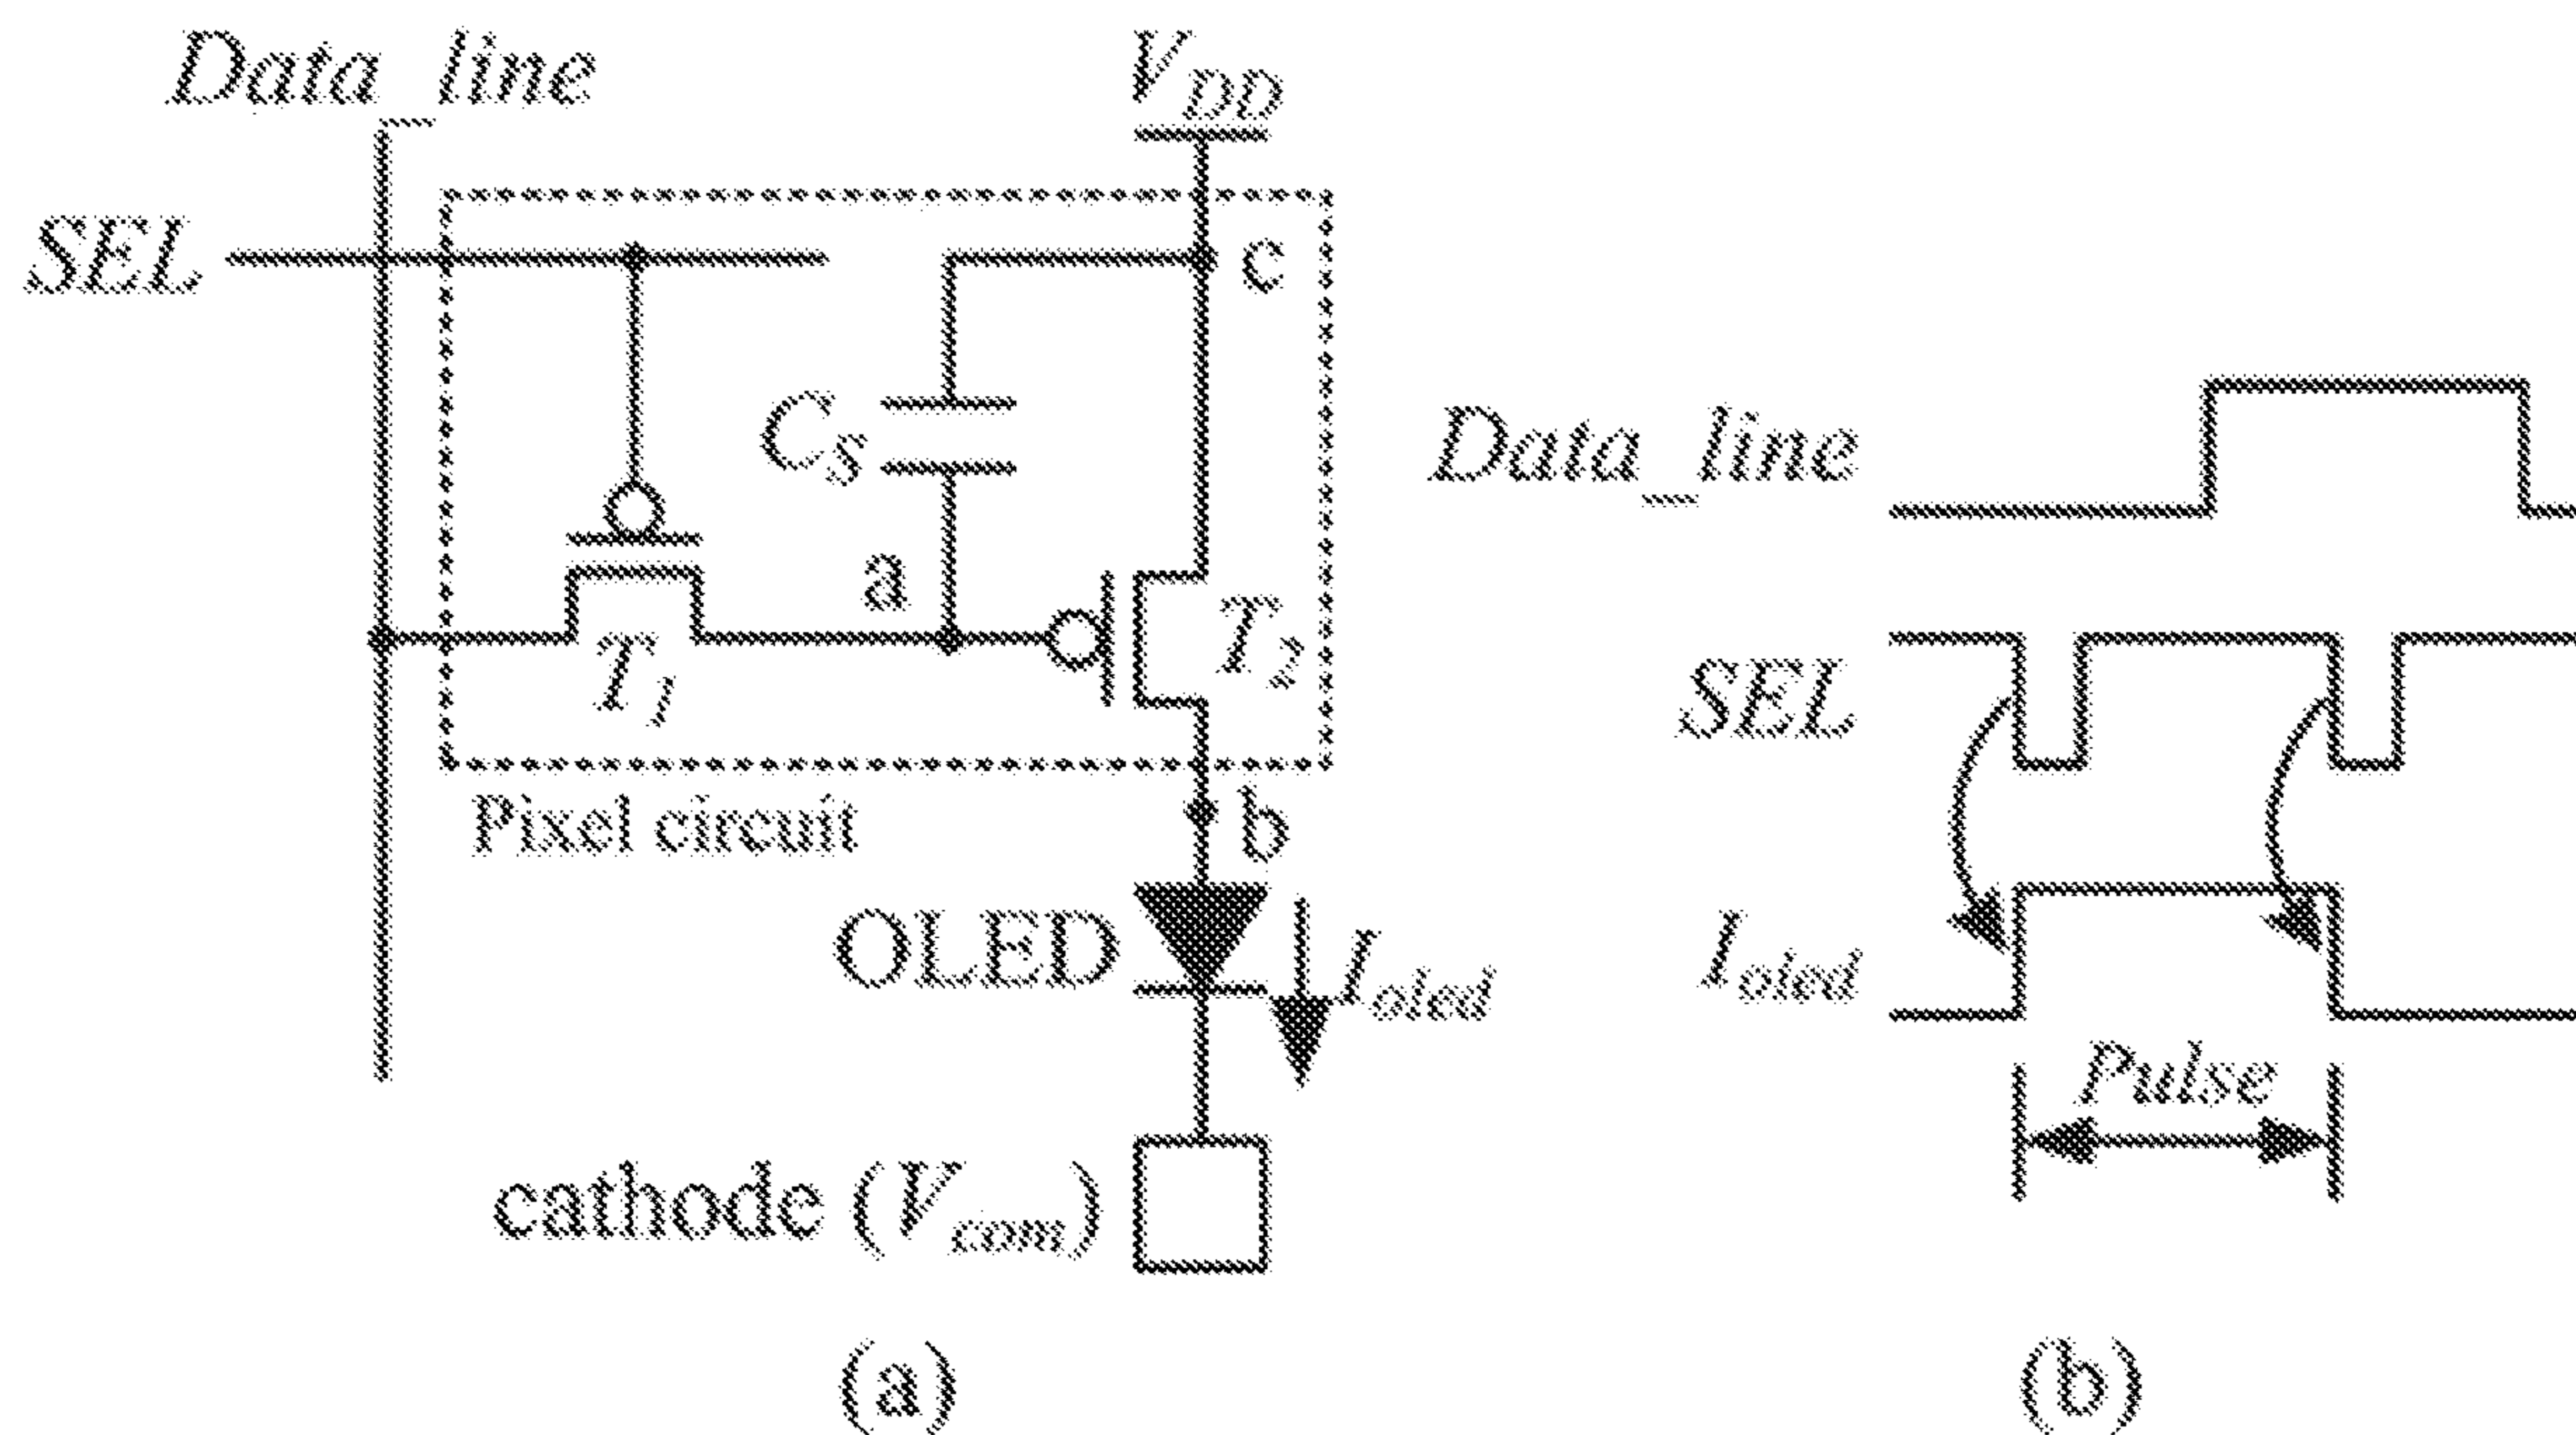 Data_line
V_DD
SEL
c
C_S
a
T_1
T_2
Pixel circuit
b
OLED
I_oled
cathode (V_com)
(a)
Data_line
SEL
I_oled
Pulse
(b)